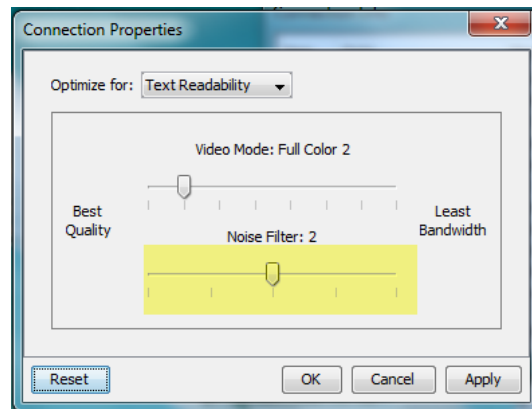 Connection Properties
Optimize for: Text Readability
Video Mode: Full Color 2
Best
Quality
Least
Bandwidth
Noise Filter: 2
Reset
OK
Cancel
Apply